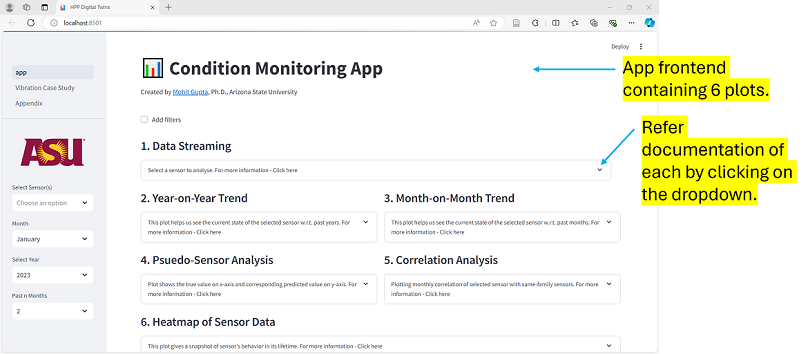 HPP Digital Twins
localhost:8501
Deploy
app
Vibration Case Study
Appendix
ASU
Select Sensor(s)
Choose an option
Month
January
Select Year
2023
Past n Months
2
Condition Monitoring App
Created by Mohit Gupta, Ph.D., Arizona State University
Add filters
1. Data Streaming
Select a sensor to analyse. For more information - Click here
2. Year-on-Year Trend
This plot helps us see the current state of the selected sensor w.r.t. past years. For
more information - Click here
3. Month-on-Month Trend
This plot helps us see the current state of the selected sensor w.r.t. past months. For
more information - Click here
4. Psuedo-Sensor Analysis
Plot shows the true value on x-axis and corresponding predicted value on y-axis. For
more information - Click here
5. Correlation Analysis
Plotting monthly correlation of selected sensor with same-family sensors. For more
information - Click here
6. Heatmap of Sensor Data
This plot gives a snapshot of sensor's behavior in its lifetime. For more information - Click here
App frontend
containing 6 plots.
Refer
documentation of
each by clicking on
the dropdown.